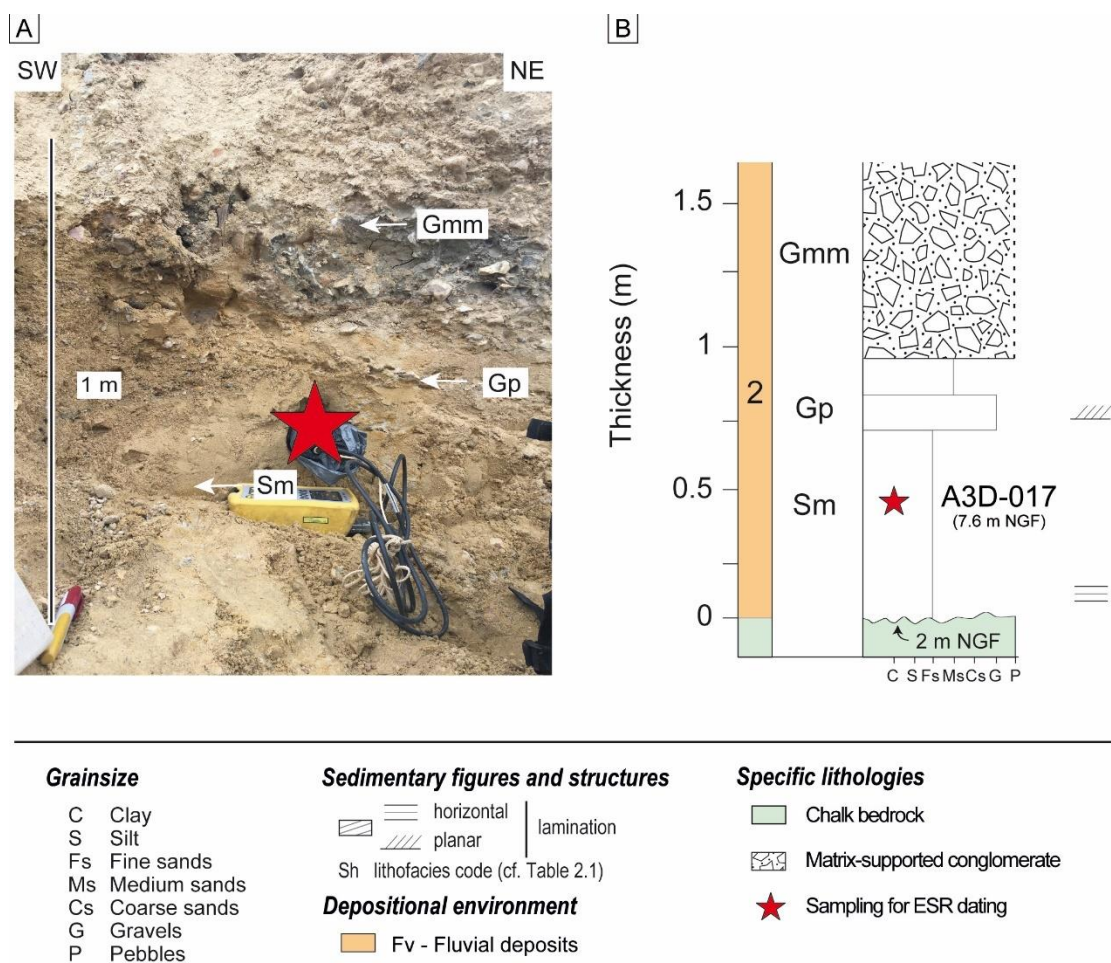 A
SW
NE
Gmm
1 m
Gp
Sm
B
Thickness (m)
1.5
1
0.5
0
2
Gmm
Gp
Sm
A3D-017
(7.6 m NGF)
2 m NGF
C S Fs Ms Cs G P
Grainsize
C Clay
S Silt
Fs Fine sands
Ms Medium sands
Cs Coarse sands
G Gravels
P Pebbles
Sedimentary figures and structures
horizontal
planar
lamination
Sh lithofacies code (cf. Table 2.1)
Depositional environment
Fv - Fluvial deposits
Specific lithologies
Chalk bedrock
Matrix-supported conglomerate
Sampling for ESR dating